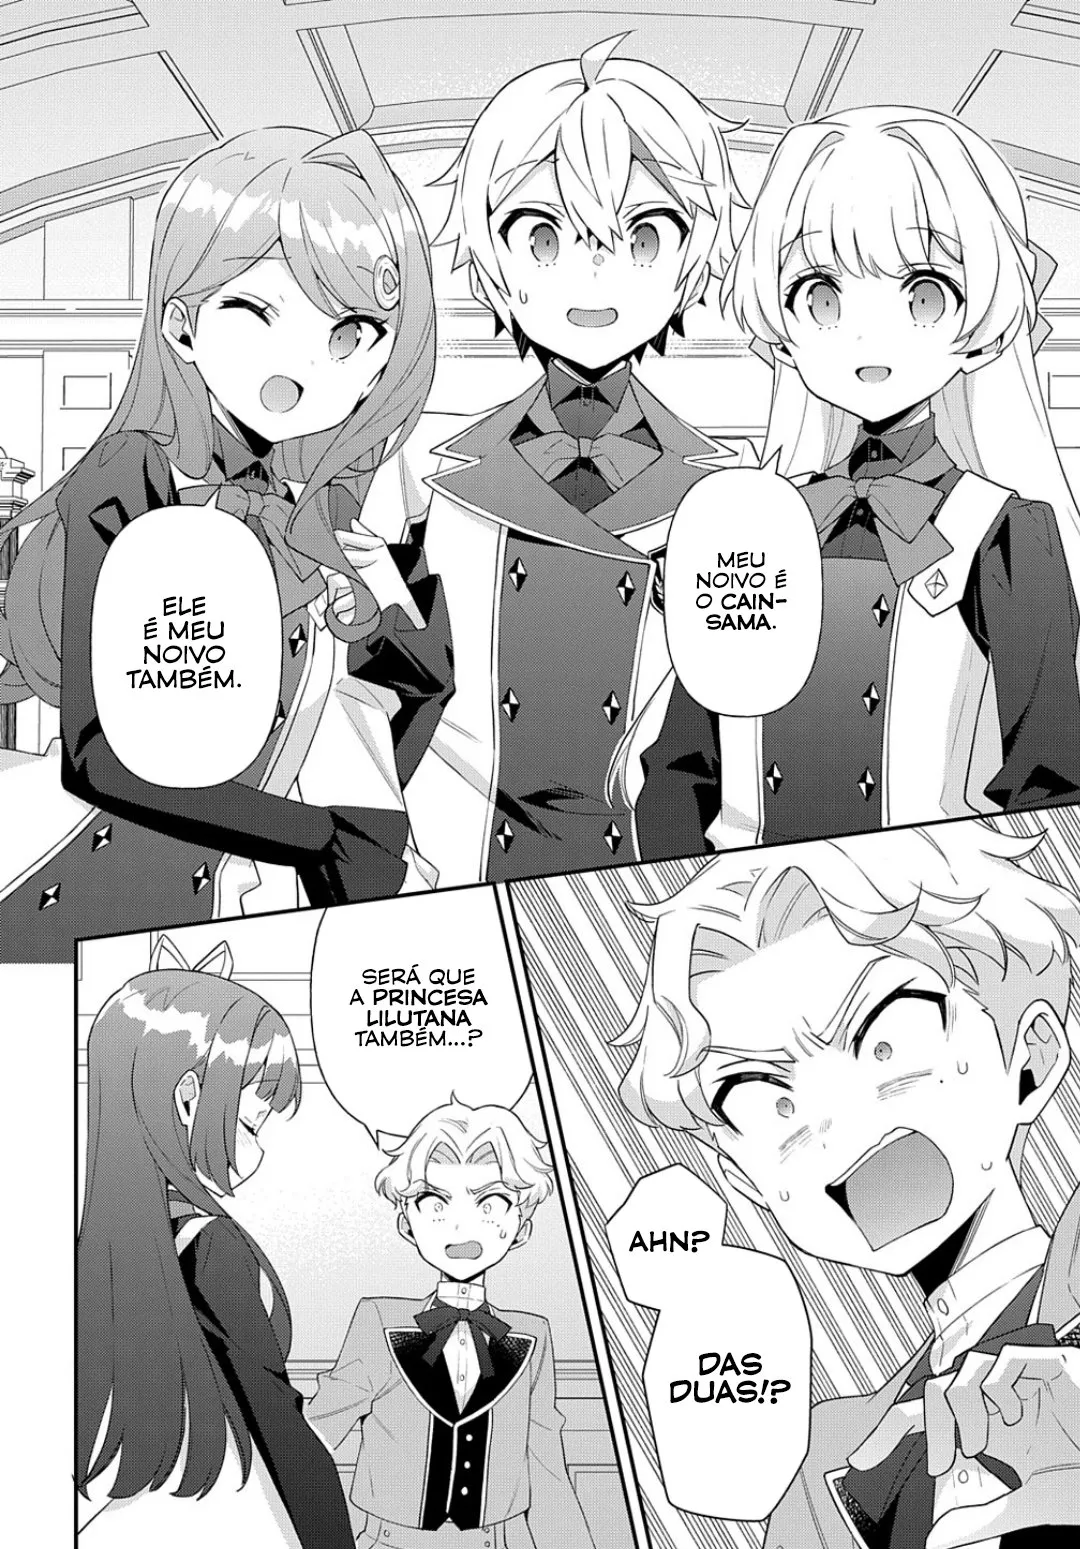 MEU
NOIVO É
O CAIN-
SAMA.
ELE
É MEU
NOIVO
TAMBÉM.
AHN?
DAS
DUAS!?
SERÁ QUE
A PRINCESA
LILUTANA
TAMBÉM...?